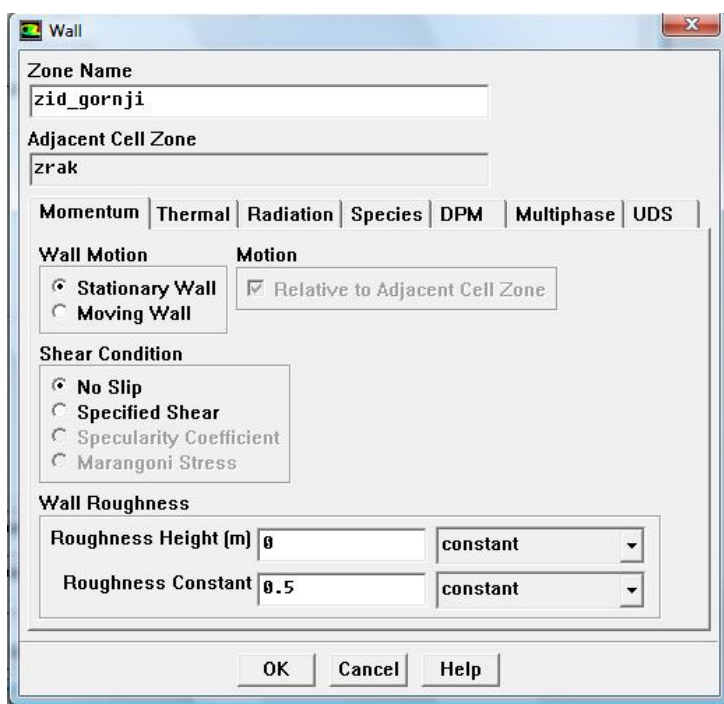 Wall
Zone Name
zid_gornji
Adjacent Cell Zone
zrak
Momentum Thermal Radiation Species DPM Multiphase UDS
Wall Motion Motion
Stationary Wall Relative to Adjacent Cell Zone
Moving Wall
Shear Condition
No Slip
Specified Shear
Specularity Coefficient
Marangoni Stress
Wall Roughness
Roughness Height (m) 0 constant
Roughness Constant 0.5 constant
OK Cancel Help